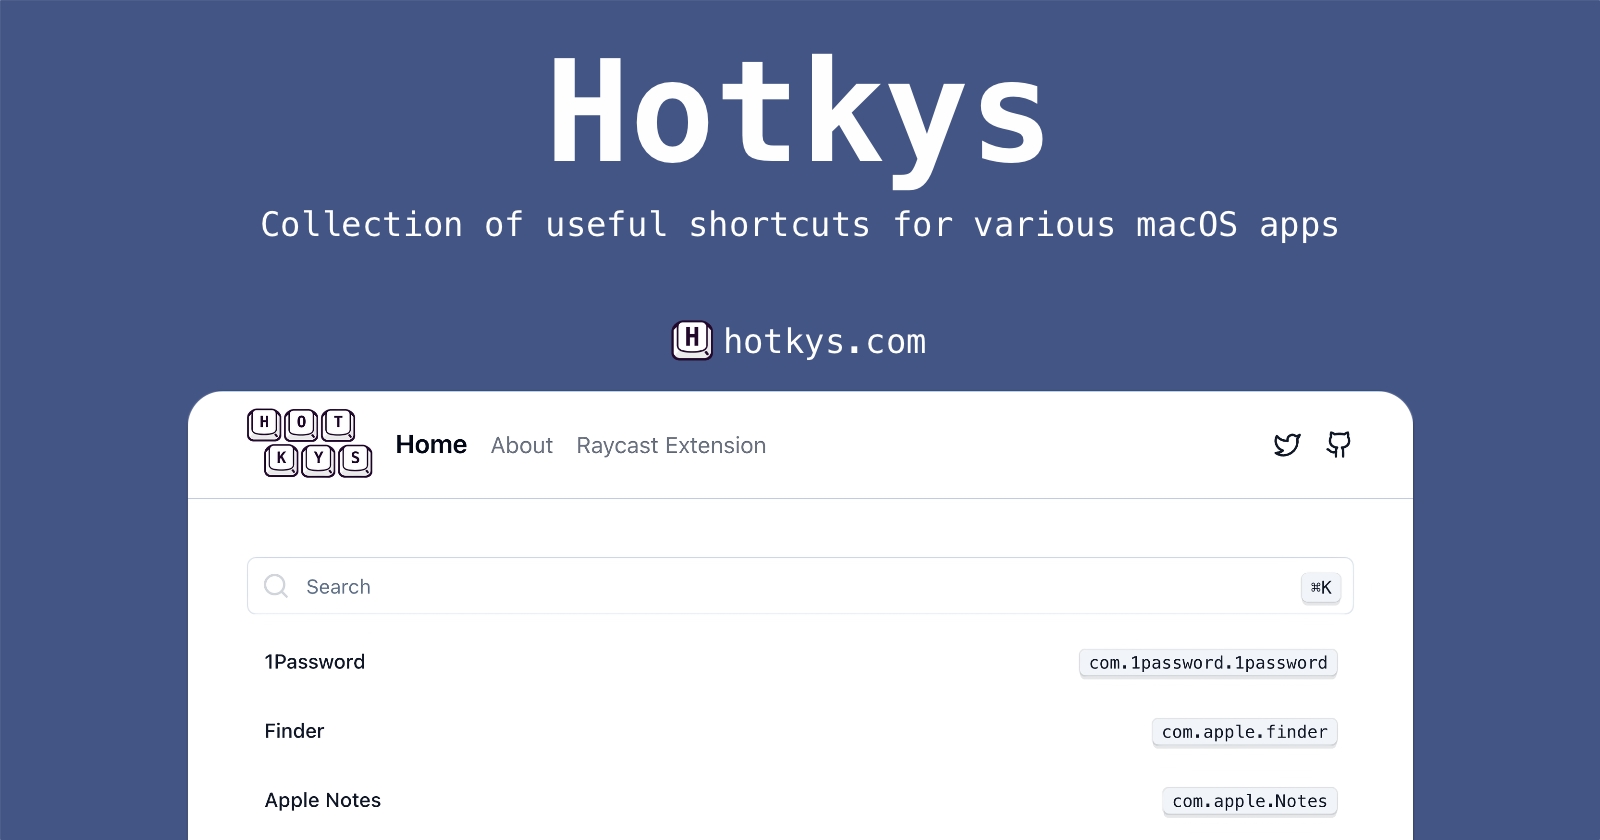 Hotkys
Collection of useful shortcuts for various macOS apps
H hotkys.com
H O T
K Y S
Home About Raycast Extension
Search ⌘K
1Password com.1password.1password
Finder com.apple.finder
Apple Notes com.apple.Notes